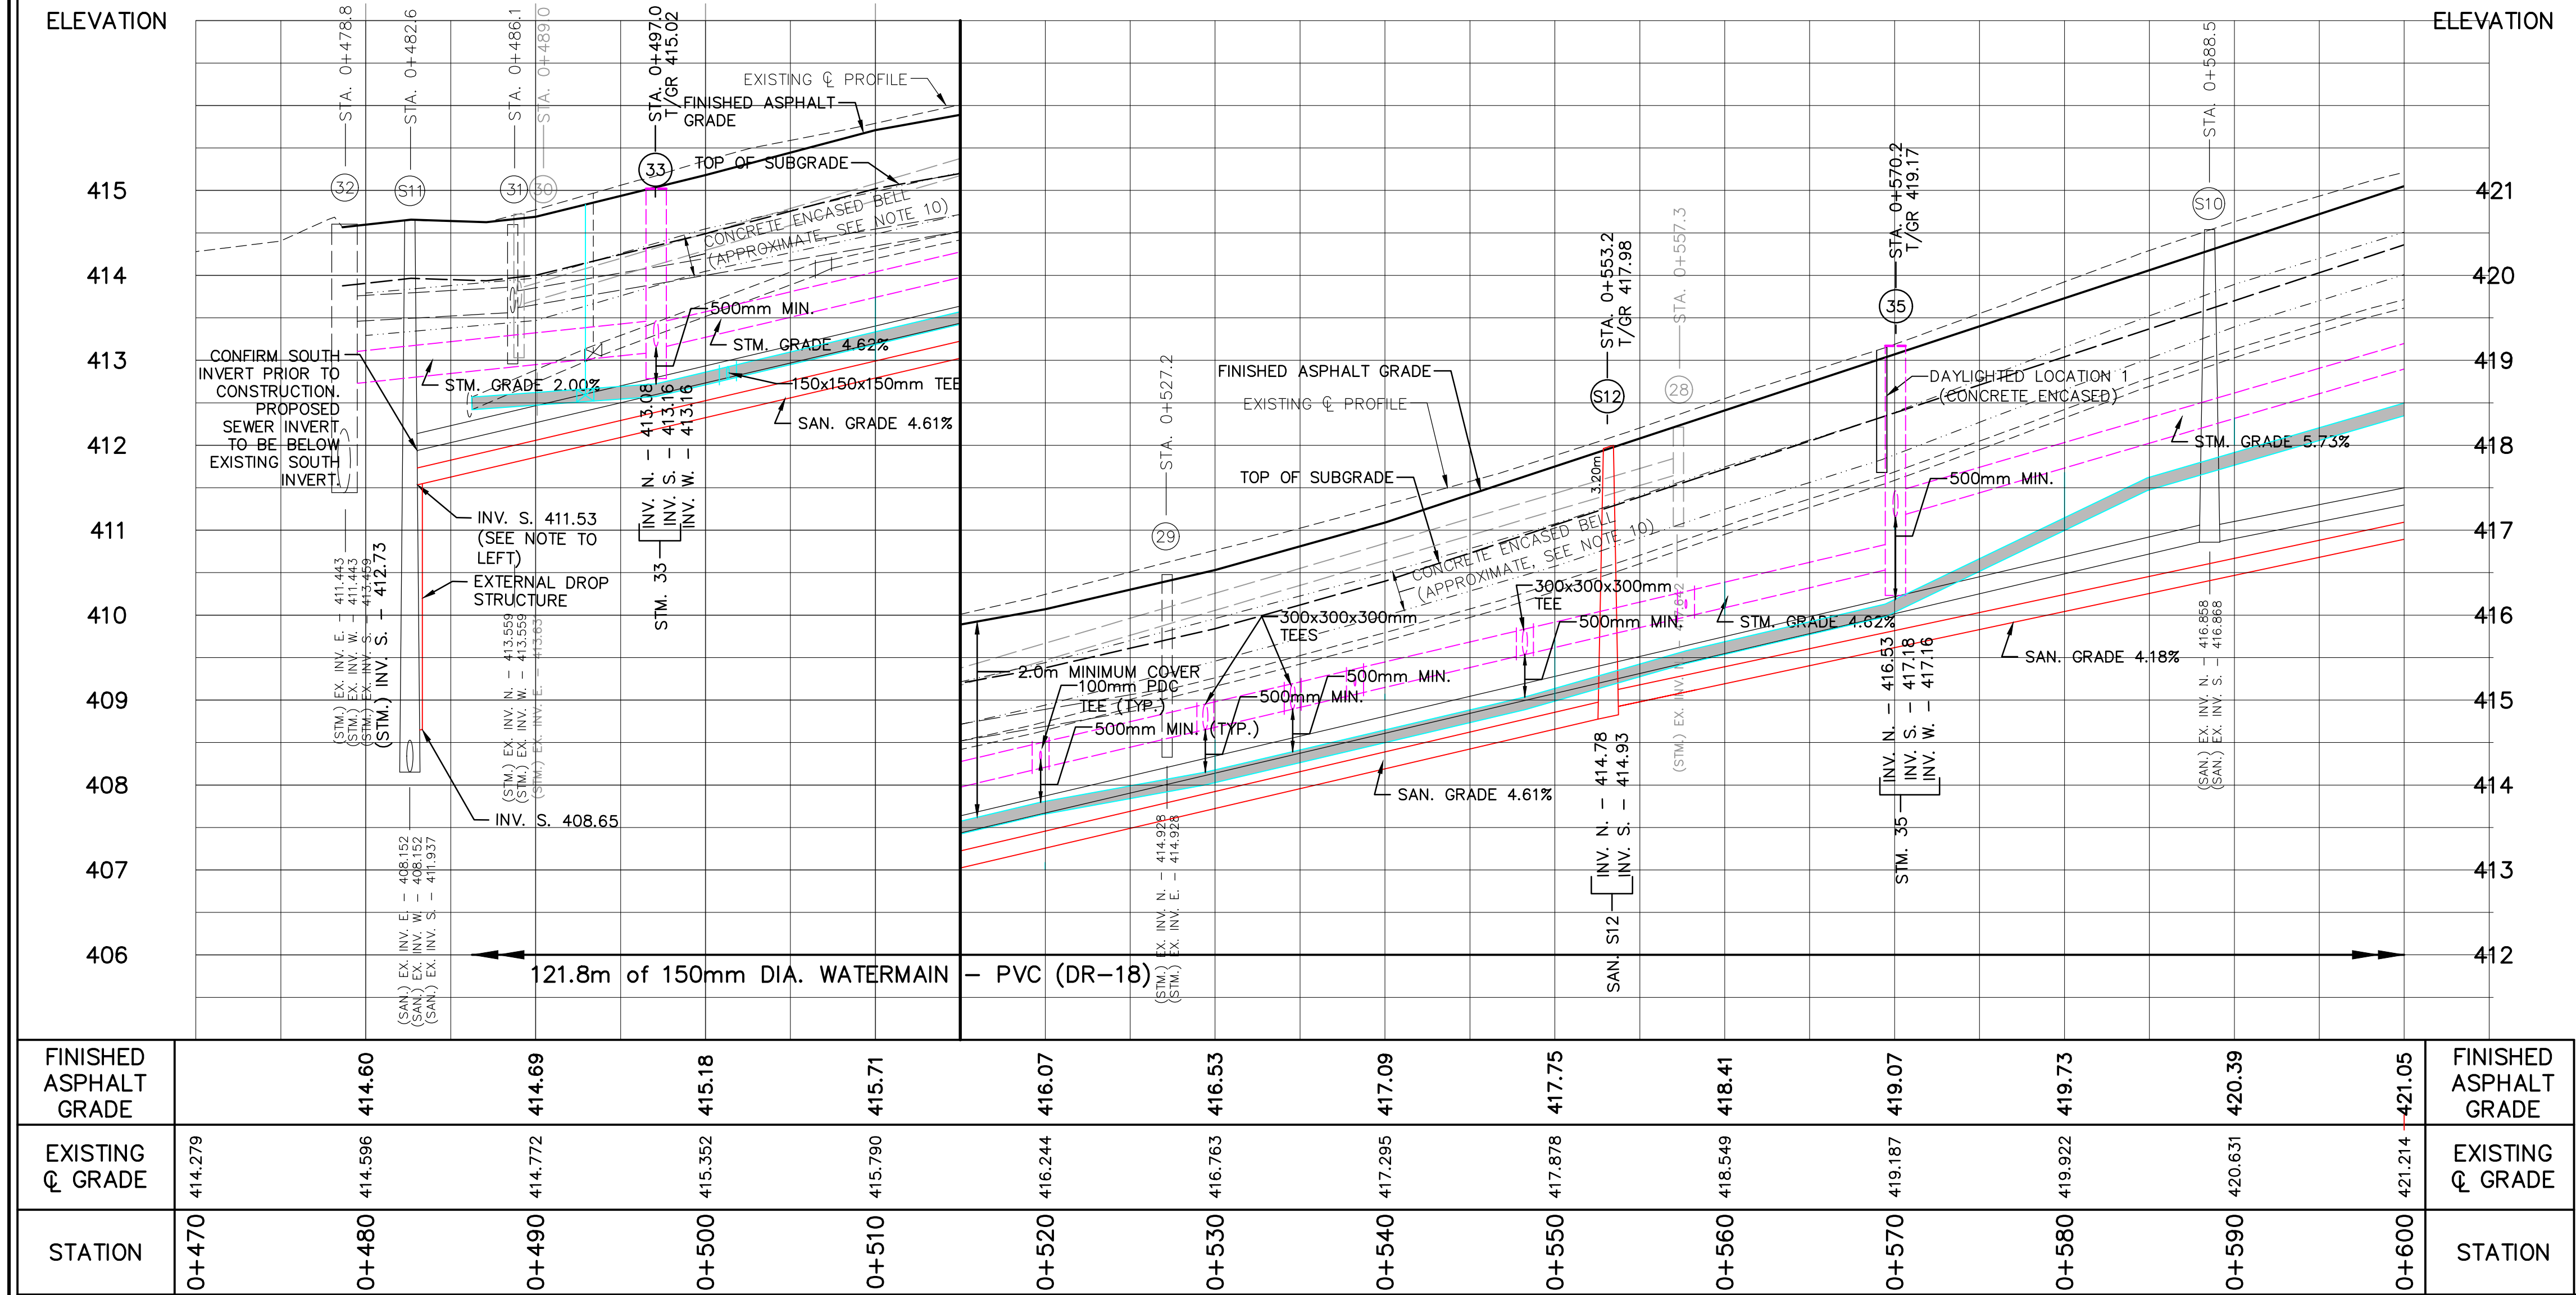 ELEVATION
ELEVATION
STA. 0+478.8
STA. 0+482.6
STA. 0+486.1
STA. 0+489.0
STA. 0+497.0
T/GR 415.02
STA. 0+527.2
STA. 0+553.2
T/GR 417.98
STA. 0+557.3
STA. 0+570.2
T/GR 419.17
STA. 0+588.5
32
S11
31
30
33
29
S12
28
35
S10
EXISTING ℄ PROFILE
FINISHED ASPHALT
GRADE
TOP OF SUBGRADE
CONCRETE ENCASED BELL
(APPROXIMATE, SEE NOTE 10)
500mm MIN.
STM. GRADE 4.62%
STM. GRADE 2.00%
150x150x150mm TEE
SAN. GRADE 4.61%
CONFIRM SOUTH
INVERT PRIOR TO
CONSTRUCTION.
PROPOSED
SEWER INVERT
TO BE BELOW
EXISTING SOUTH
INVERT.
INV. S. 411.53
(SEE NOTE TO
LEFT)
EXTERNAL DROP
STRUCTURE
INV. S. 408.65
INV. N. - 413.08
INV. S. - 413.16
INV. W. - 413.16
STM. 33
(STM.) EX. INV. E. - 411.443
(STM.) EX. INV. W. - 411.443
(STM.) EX. INV. S. - 413.459
(STM.) INV. S. - 412.73
(SAN.) EX. INV. E. - 408.152
(SAN.) EX. INV. W. - 408.152
(SAN.) EX. INV. S. - 411.937
(STM.) EX. INV. N. - 413.559
(STM.) EX. INV. W. - 413.559
(STM.) EX. INV. E. - 413.637
415
414
413
412
411
410
409
408
407
406
FINISHED ASPHALT GRADE
EXISTING ℄ PROFILE
TOP OF SUBGRADE
CONCRETE ENCASED BELL
(APPROXIMATE, SEE NOTE 10)
3.20m
DAYLIGHTED LOCATION 1
(CONCRETE ENCASED)
STM. GRADE 5.73%
500mm MIN.
300x300x300mm
TEE
500mm MIN.
STM. GRADE 4.62%
300x300x300mm
TEES
500mm MIN.
500mm MIN.
2.0m MINIMUM COVER
100mm PDC
TEE (TYP.)
500mm MIN. (TYP.)
SAN. GRADE 4.61%
SAN. GRADE 4.18%
(STM.) EX. INV. N. - 414.928
(STM.) EX. INV. E. - 414.928
INV. N. - 414.78
INV. S. - 414.93
SAN. S12
INV. N. - 416.53
INV. S. - 417.18
INV. W. - 417.16
STM. 35
(SAN.) EX. INV. N. - 416.858
(SAN.) EX. INV. S. - 416.868
421
420
419
418
417
416
415
414
413
412
121.8m of 150mm DIA. WATERMAIN - PVC (DR-18)
FINISHED
ASPHALT
GRADE
414.60 414.69 415.18 415.71 416.07 416.53 417.09 417.75 418.41 419.07 419.73 420.39 421.05
FINISHED
ASPHALT
GRADE
EXISTING
℄ GRADE
414.279 414.596 414.772 415.352 415.790 416.244 416.763 417.295 417.878 418.549 419.187 419.922 420.631 421.214
EXISTING
℄ GRADE
STATION
0+470 0+480 0+490 0+500 0+510 0+520 0+530 0+540 0+550 0+560 0+570 0+580 0+590 0+600
STATION